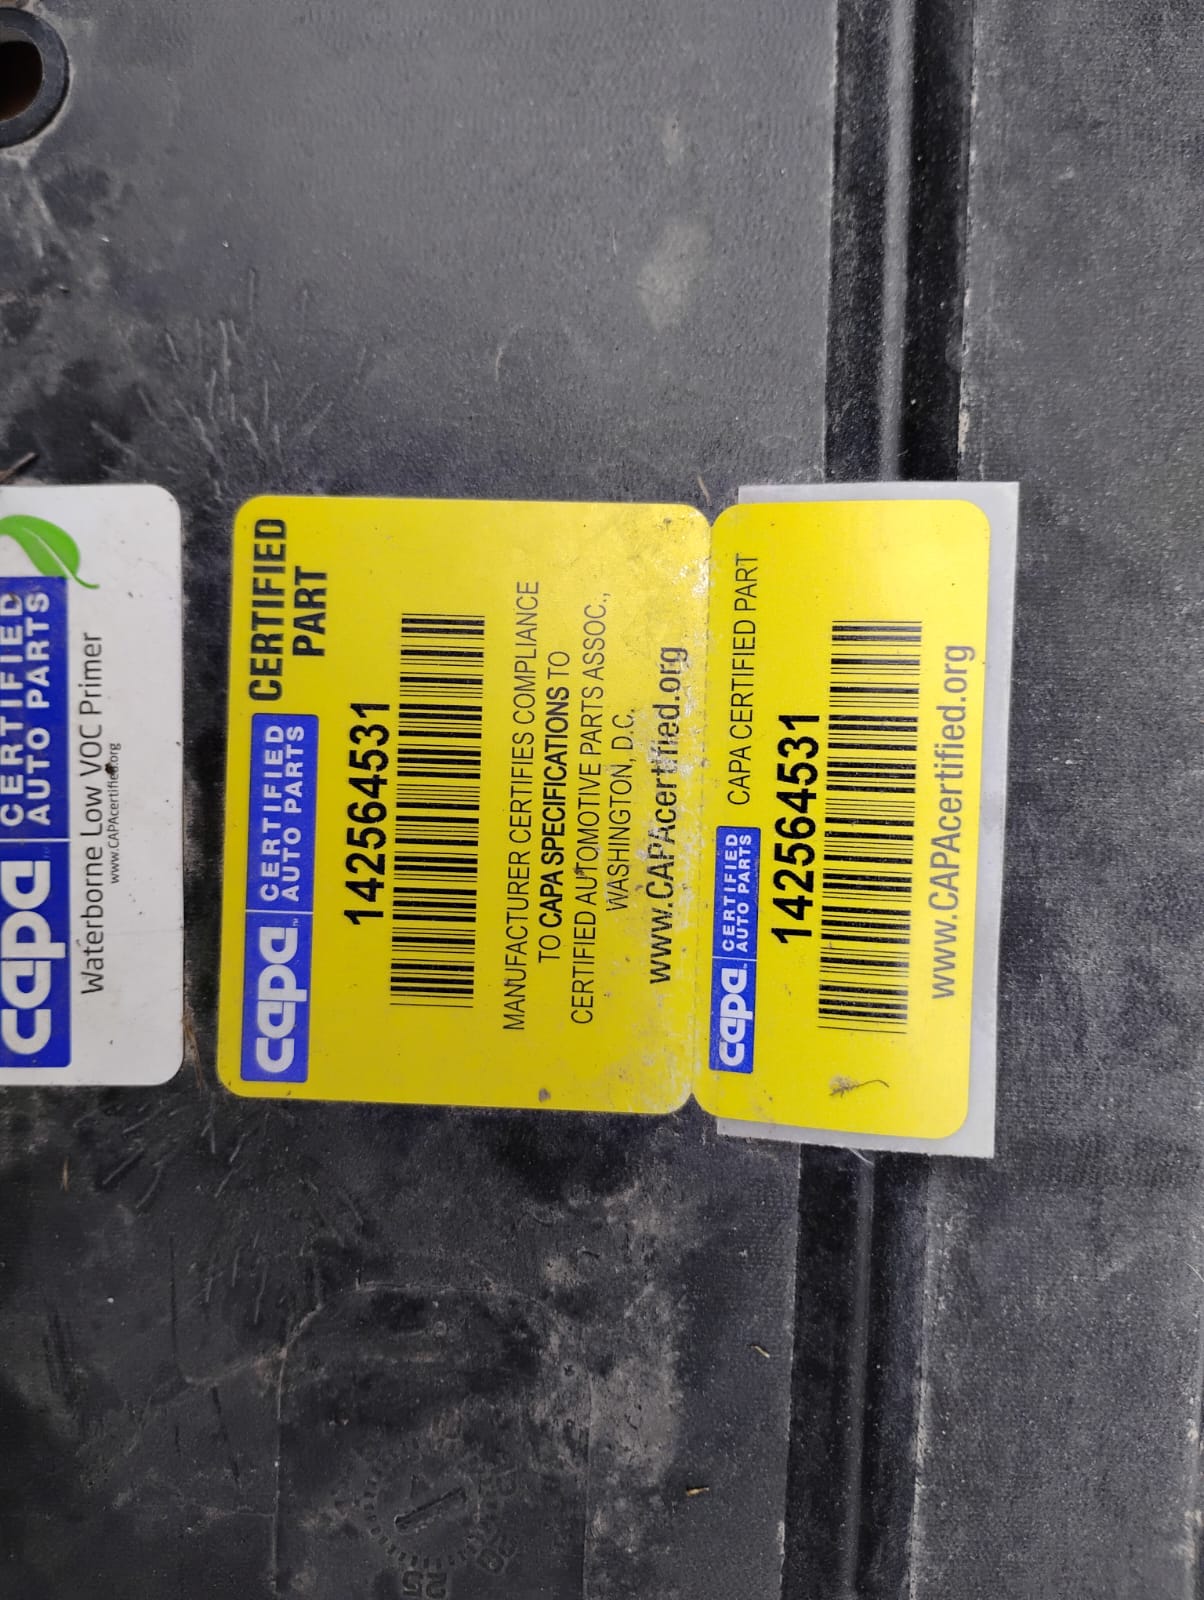 capa CERTIFIED
AUTO PARTS
Waterborne Low VOC Primer
www.CAPAcertified.org
capa CERTIFIED
AUTO PARTS
CERTIFIED
PART
142564531
MANUFACTURER CERTIFIES COMPLIANCE
TO CAPA SPECIFICATIONS TO
CERTIFIED AUTOMOTIVE PARTS ASSOC.,
WASHINGTON, D.C.
www.CAPAcertified.org
capa CERTIFIED
AUTO PARTS
CAPA CERTIFIED PART
142564531
www.CAPAcertified.org